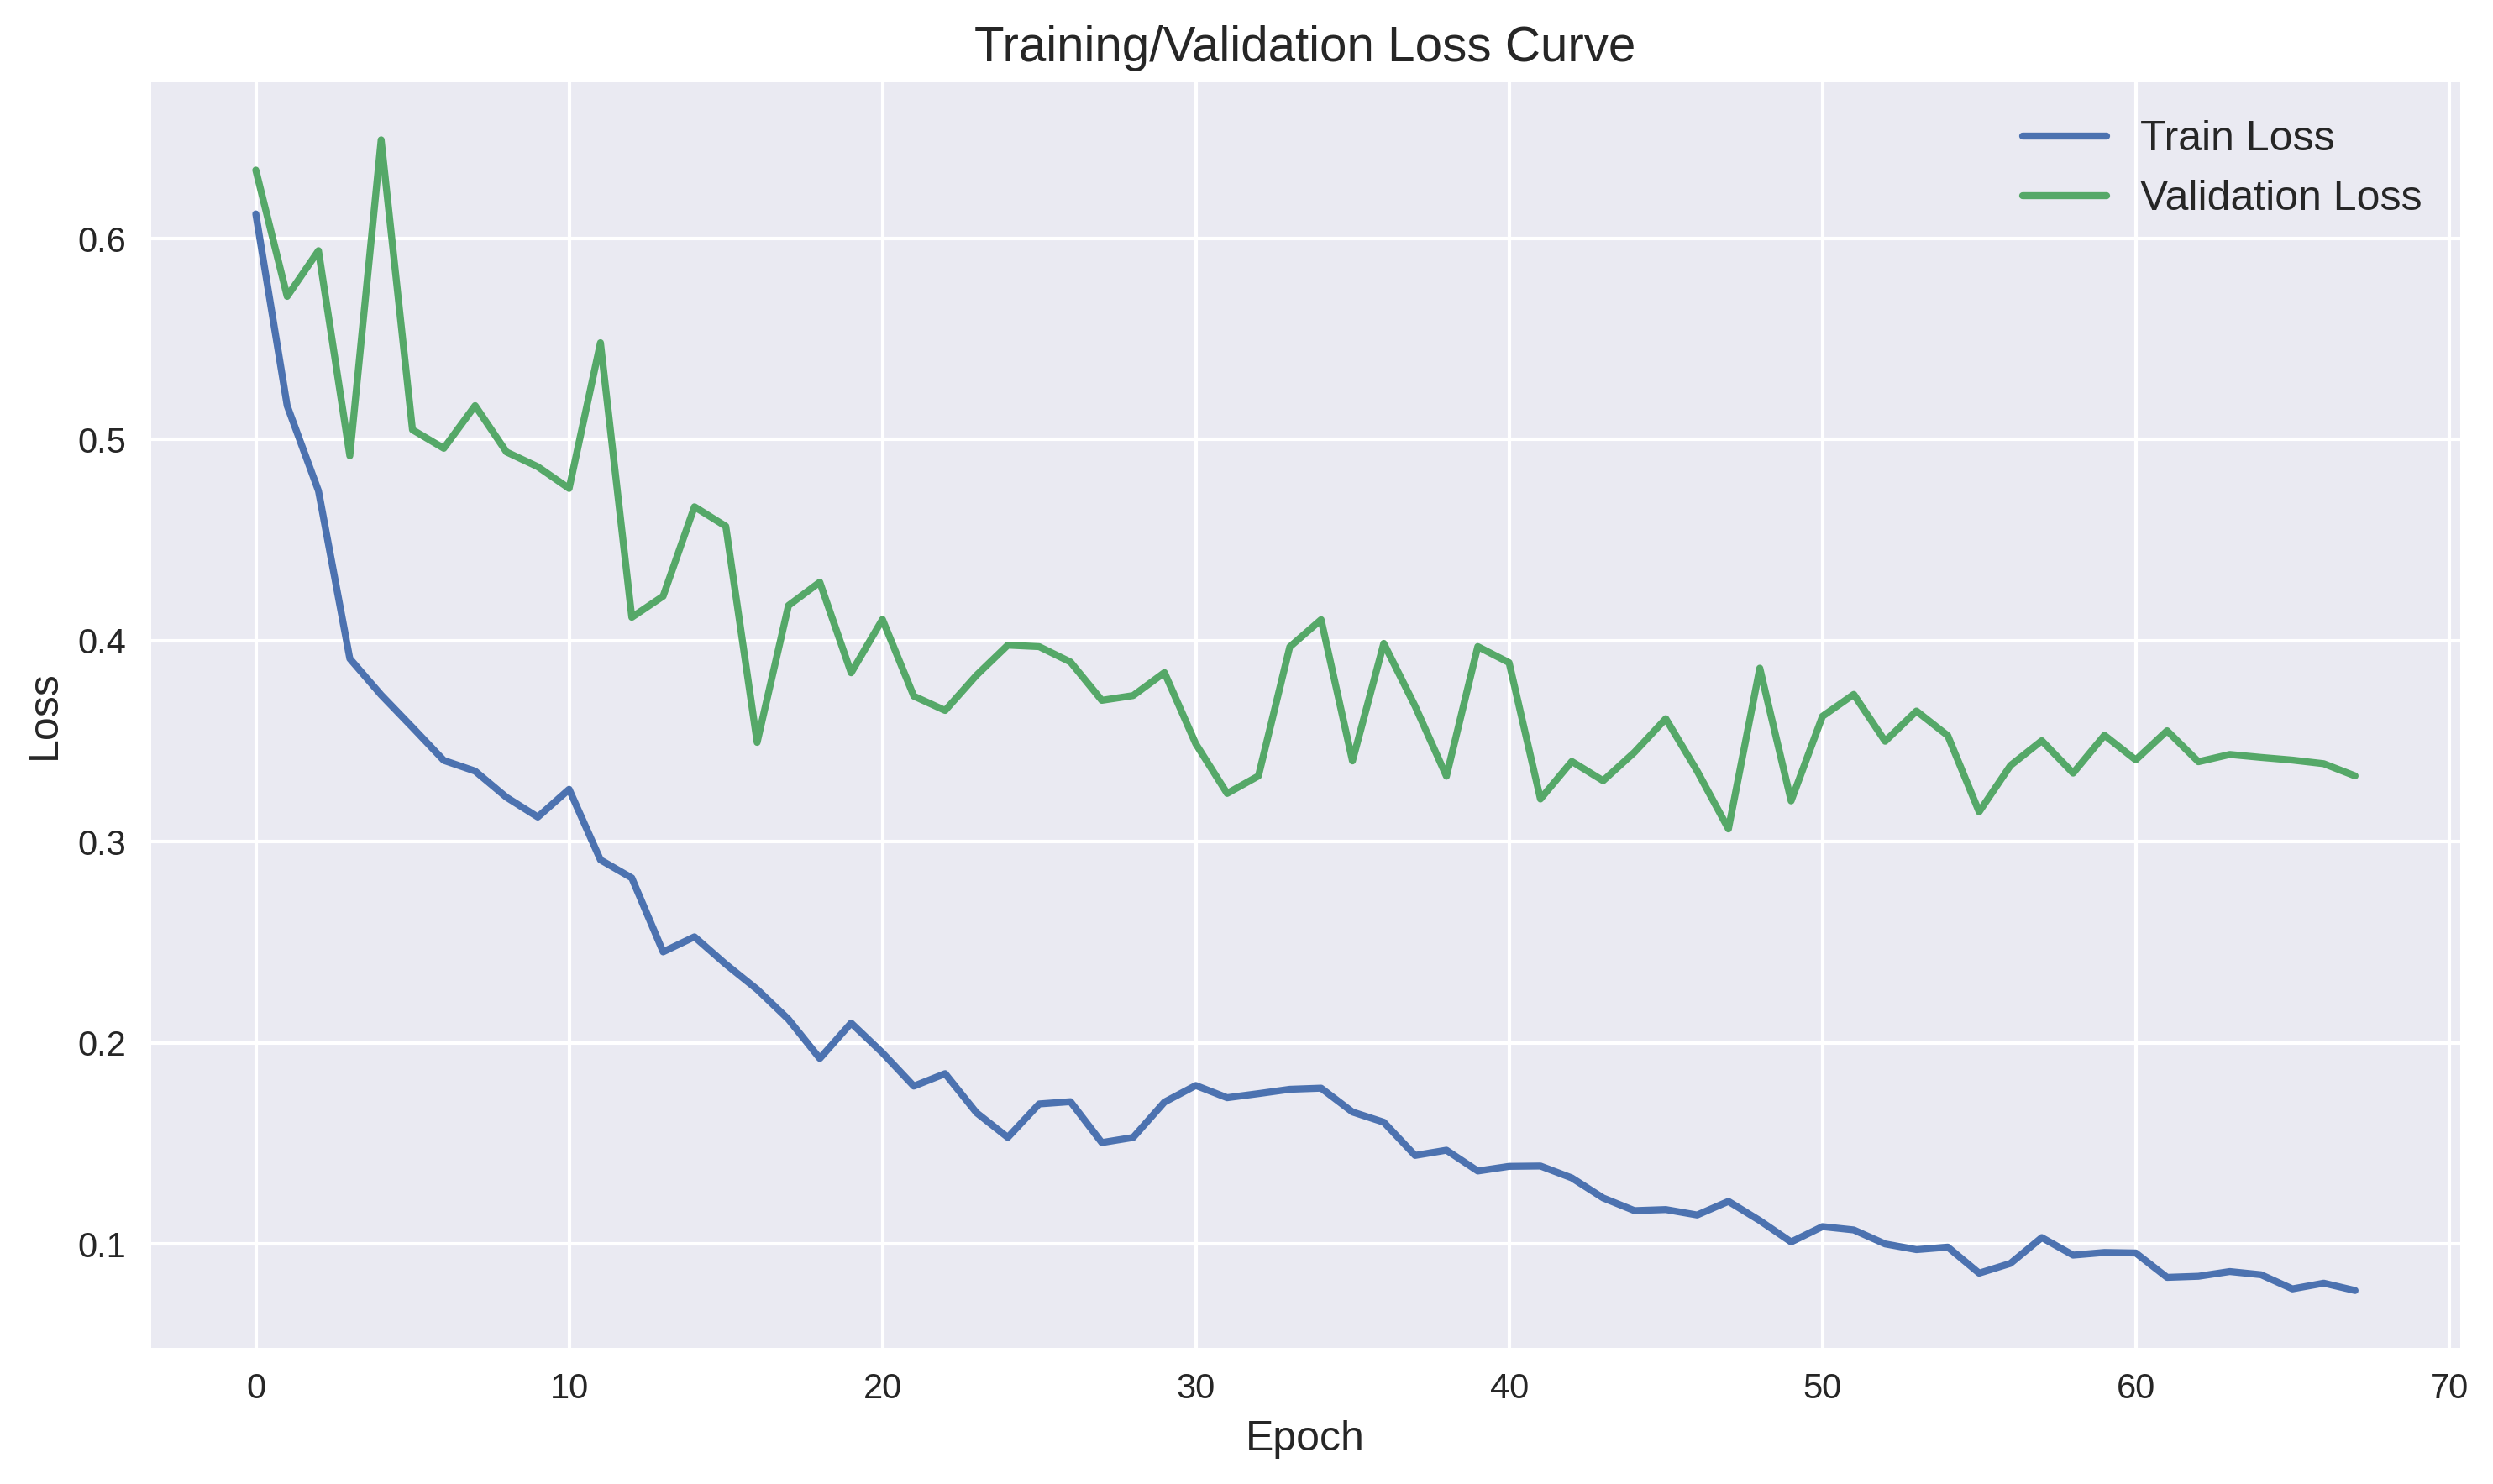 Training/Validation Loss Curve
Train Loss
Validation Loss
0.6
0.5
0.4
0.3
0.2
0.1
Loss
0 10 20 30 40 50 60 70
Epoch